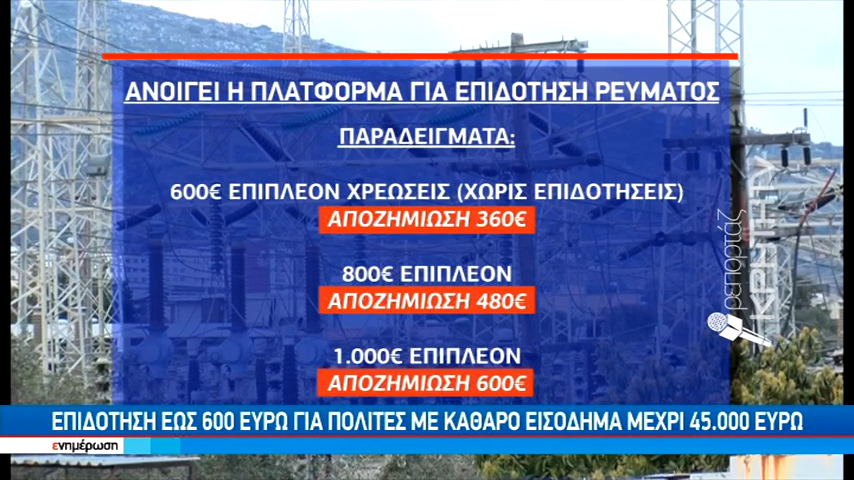 ΑΝΟΙΓΕΙ Η ΠΛΑΤΦΟΡΜΑ ΓΙΑ ΕΠΙΔΟΤΗΣΗ ΡΕΥΜΑΤΟΣ
ΠΑΡΑΔΕΙΓΜΑΤΑ:
600€ ΕΠΙΠΛΕΟΝ ΧΡΕΩΣΕΙΣ (ΧΩΡΙΣ ΕΠΙΔΟΤΗΣΕΙΣ)
ΑΠΟΖΗΜΙΩΣΗ 360€
800€ ΕΠΙΠΛΕΟΝ
ΑΠΟΖΗΜΙΩΣΗ 480€
1.000€ ΕΠΙΠΛΕΟΝ
ΑΠΟΖΗΜΙΩΣΗ 600€
ρεπορτάζ
ΚΡΗΤΗTV
ΕΠΙΔΟΤΗΣΗ ΕΩΣ 600 ΕΥΡΩ ΓΙΑ ΠΟΛΙΤΕΣ ΜΕ ΚΑΘΑΡΟ ΕΙΣΟΔΗΜΑ ΜΕΧΡΙ 45.000 ΕΥΡΩ
ενημέρωση